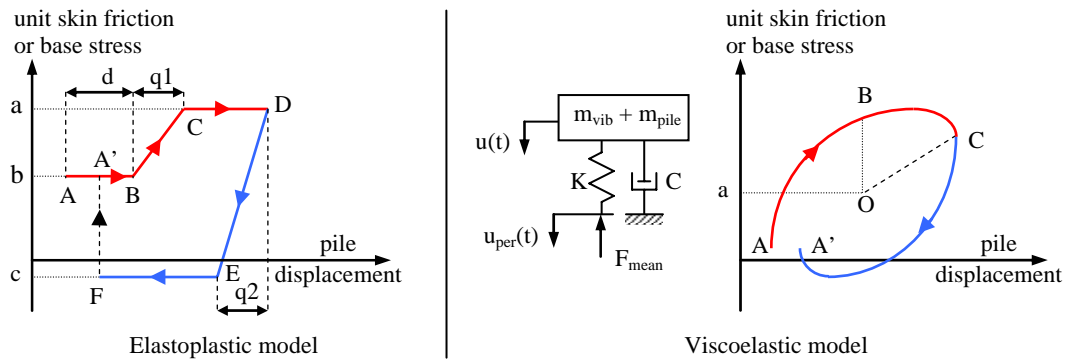 unit skin friction
or base stress
d
q1
a
D
C
A'
b
A
B
pile
displacement
c
F
E
q2
Elastoplastic model
unit skin friction
or base stress
m_vib + m_pile
u(t)
K
C
u_per(t)
F_mean
B
C
a
O
A
A'
pile
displacement
Viscoelastic model